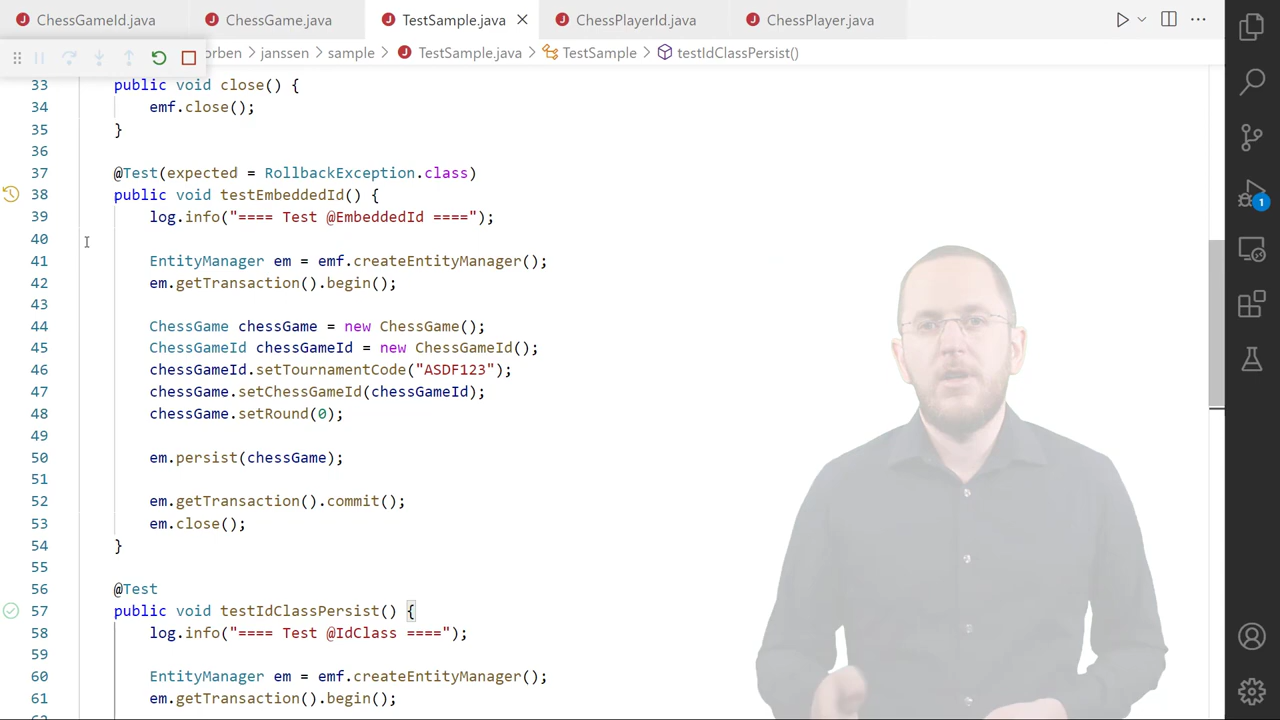 ChessGameId.java ChessGame.java TestSample.java ChessPlayerId.java ChessPlayer.java
orben > janssen > sample > TestSample.java > TestSample > testIdClassPersist()
33 public void close() {
34 emf.close();
35 }
36
37 @Test(expected = RollbackException.class)
38 public void testEmbeddedId() {
39 log.info("==== Test @EmbeddedId ====");
40
41 EntityManager em = emf.createEntityManager();
42 em.getTransaction().begin();
43
44 ChessGame chessGame = new ChessGame();
45 ChessGameId chessGameId = new ChessGameId();
46 chessGameId.setTournamentCode("ASDF123");
47 chessGame.setChessGameId(chessGameId);
48 chessGame.setRound(0);
49
50 em.persist(chessGame);
51
52 em.getTransaction().commit();
53 em.close();
54 }
55
56 @Test
57 public void testIdClassPersist() {
58 log.info("==== Test @IdClass ====");
59
60 EntityManager em = emf.createEntityManager();
61 em.getTransaction().begin();
1